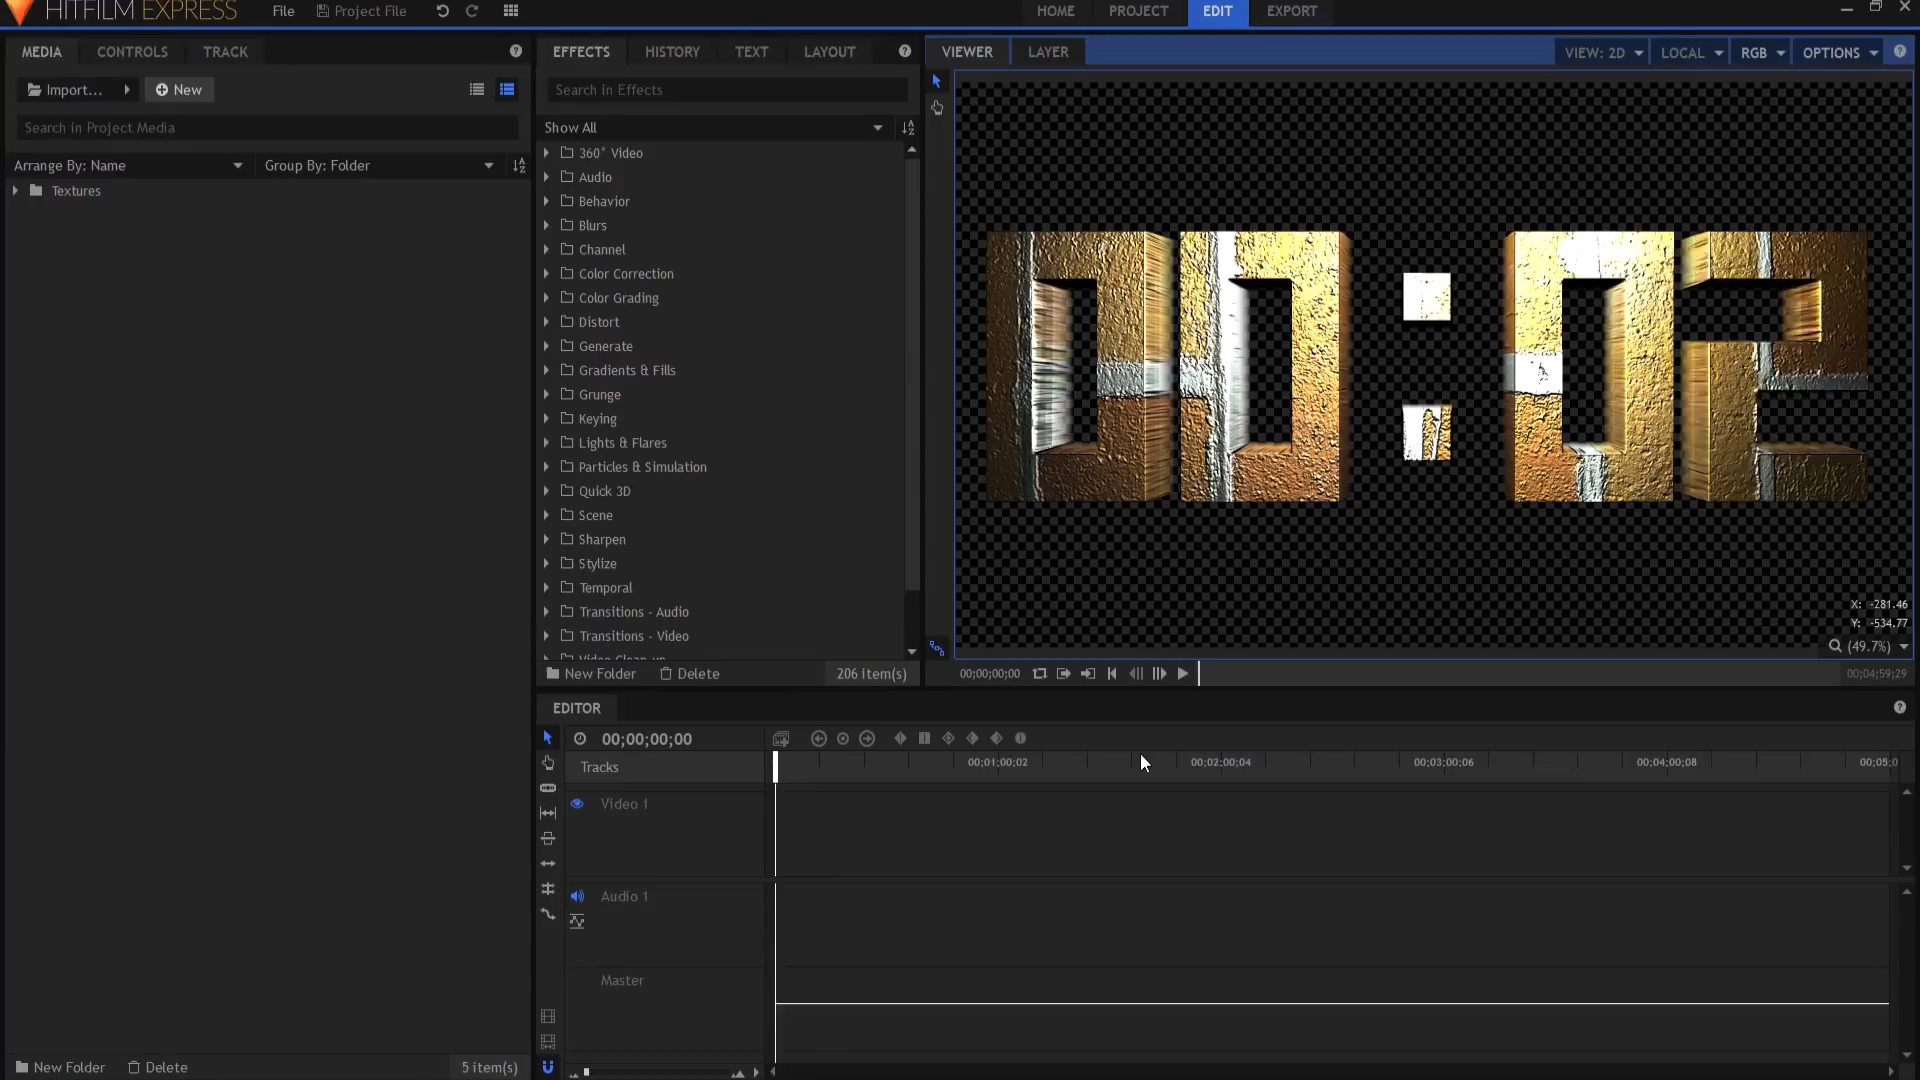 HITFILM EXPRESS File Project File HOME PROJECT EDIT EXPORT
MEDIA CONTROLS TRACK
Import... New
Search in Project Media
Arrange By: Name Group By: Folder
Textures
New Folder Delete 5 item(s)
EFFECTS HISTORY TEXT LAYOUT
Search in Effects
Show All
360° Video
Audio
Behavior
Blurs
Channel
Color Correction
Color Grading
Distort
Generate
Gradients & Fills
Grunge
Keying
Lights & Flares
Particles & Simulation
Quick 3D
Scene
Sharpen
Stylize
Temporal
Transitions - Audio
Transitions - Video
Video Clean-up
New Folder Delete 206 item(s)
VIEWER LAYER VIEW: 2D LOCAL RGB OPTIONS
00:02
X: -281.46
Y: -534.77
(49.7%)
00;00;00;00 00;04;59;29
EDITOR
00;00;00;00
Tracks 00;01;00;02 00;02;00;04 00;03;00;06 00;04;00;08 00;05;0
Video 1
Audio 1
Master